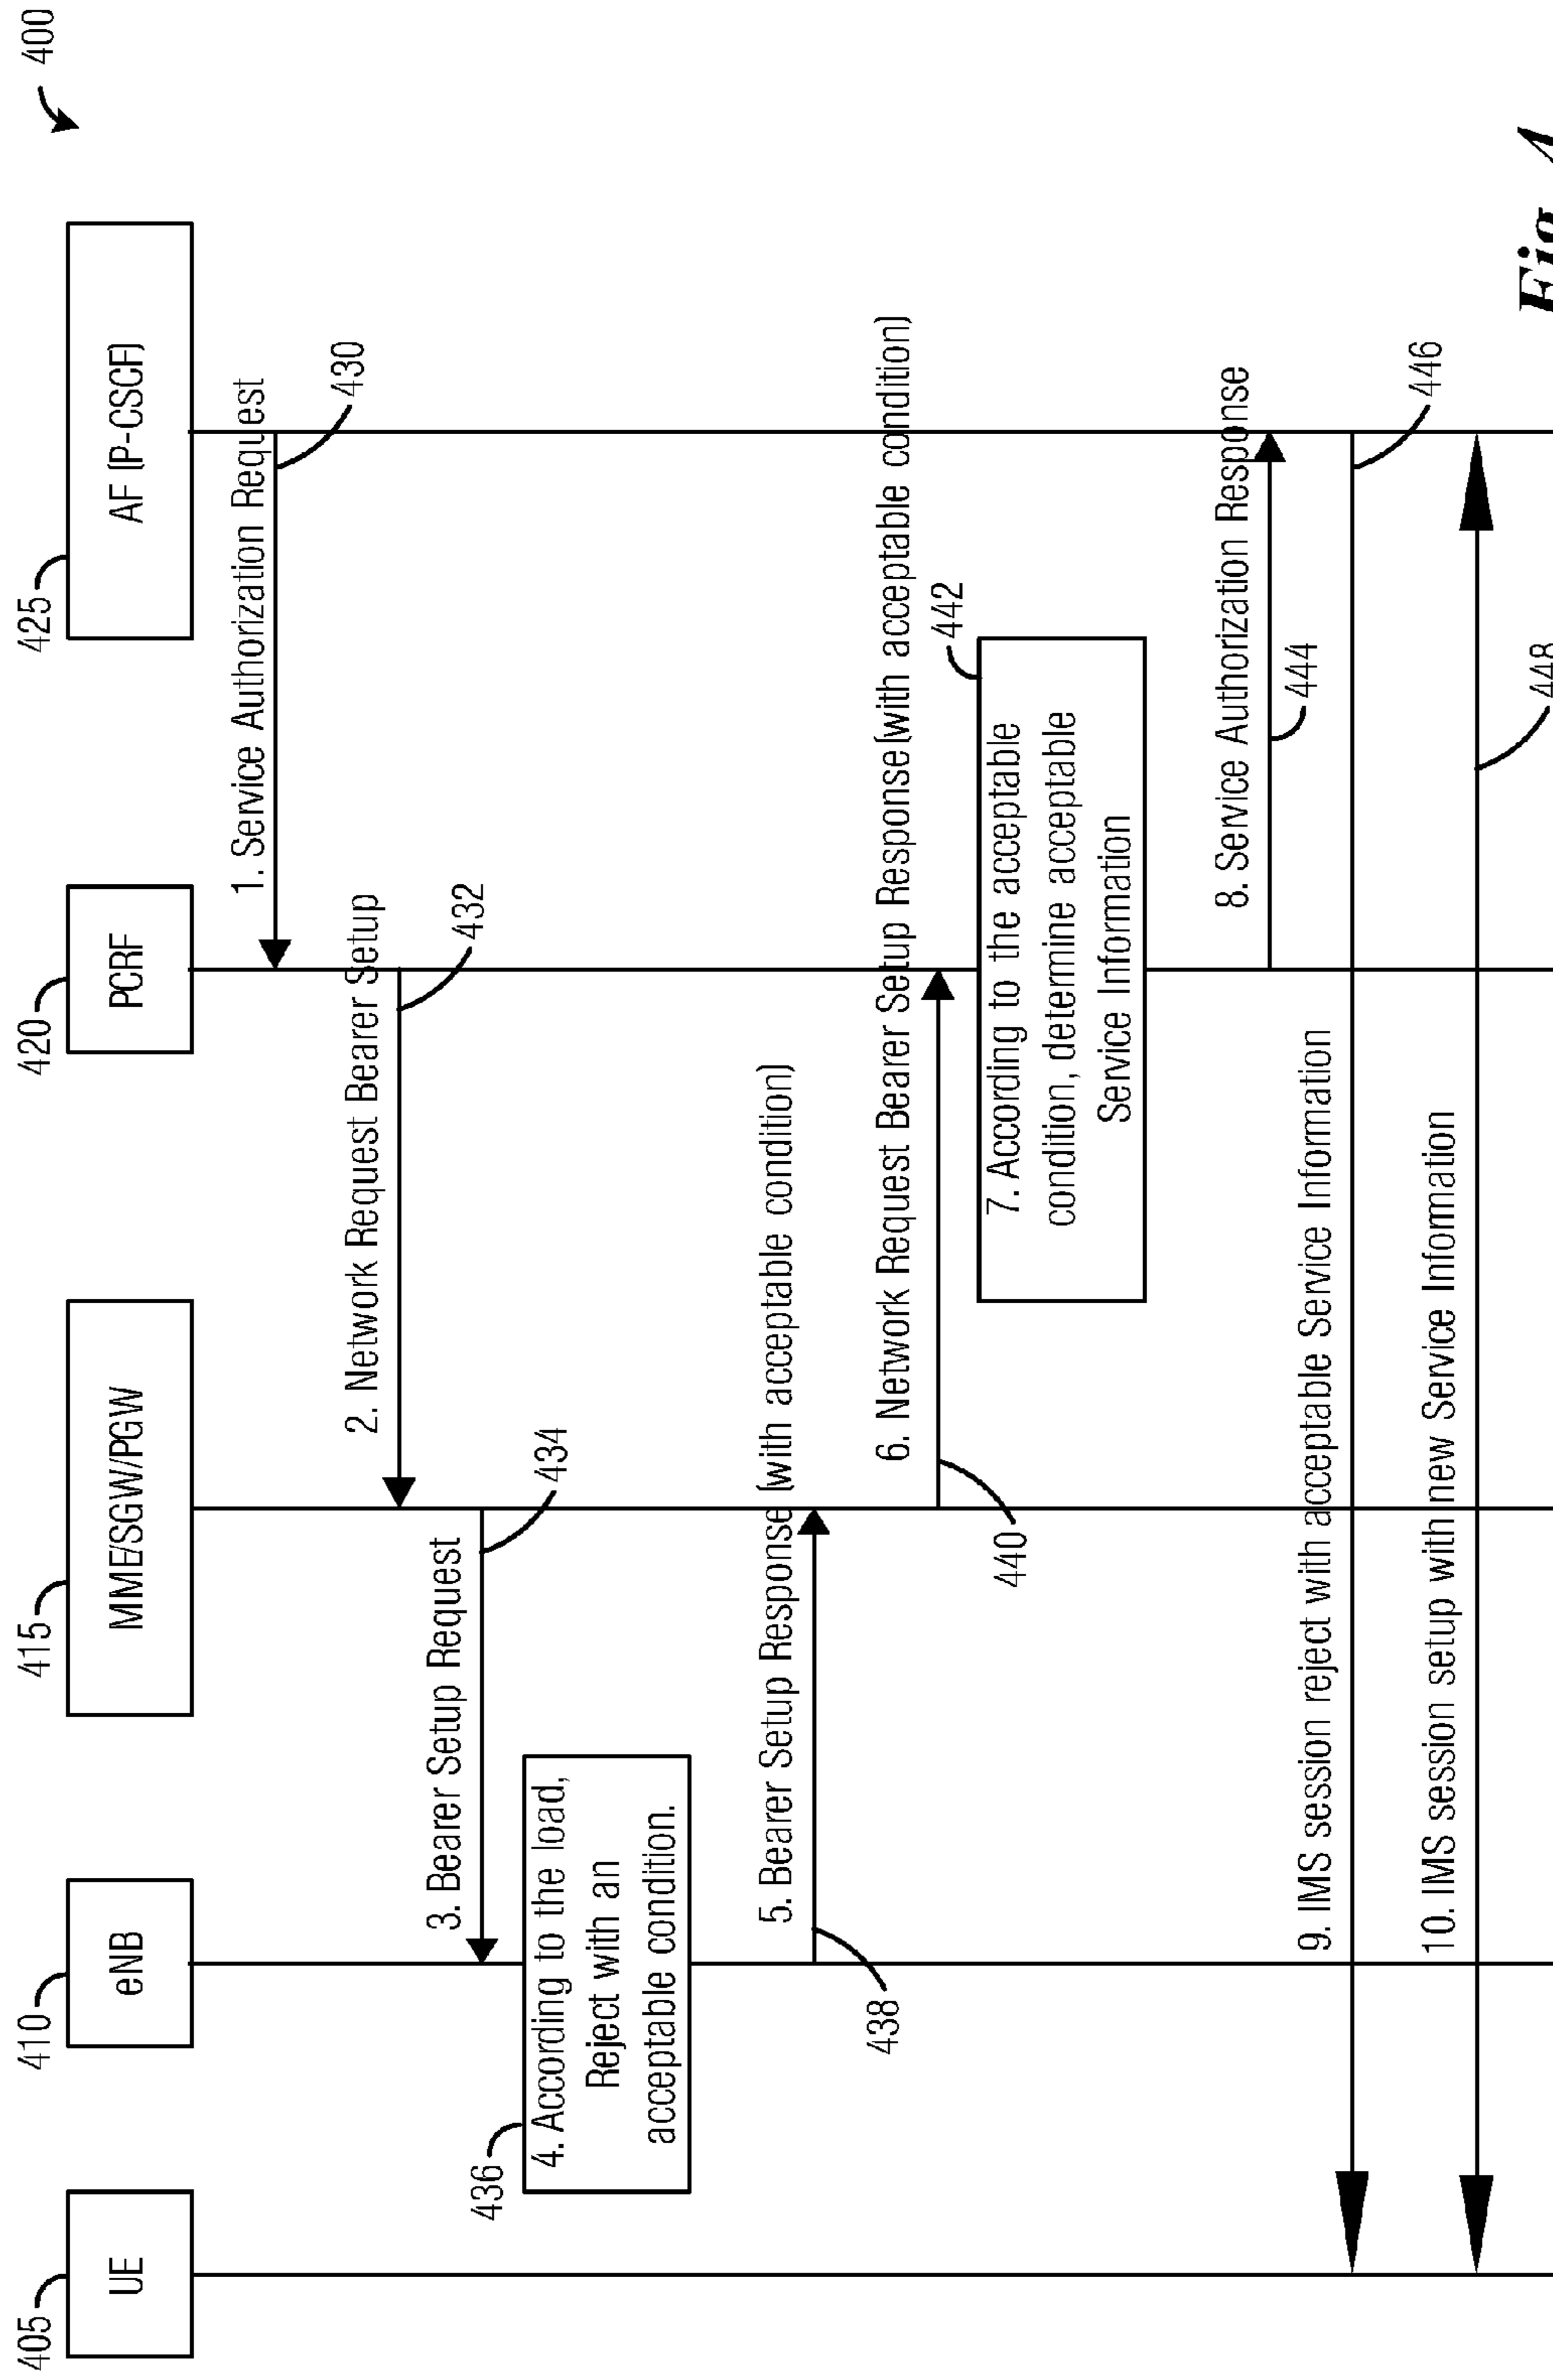 400
405
410
415
420
425
UE
eNB
MME/SGW/PGW
PCRF
AF (P-CSCF)
1. Service Authorization Request
430
2. Network Request Bearer Setup
432
3. Bearer Setup Request
434
436
4. According to the load,
Reject with an
acceptable condition.
5. Bearer Setup Response (with acceptable condition)
438
6. Network Request Bearer Setup Response(with acceptable condition)
440
442
7. According to the acceptable
condition, determine acceptable
Service Information
8. Service Authorization Response
444
9. IMS session reject with acceptable Service Information
446
10. IMS session setup with new Service Information
448
Fig. 4